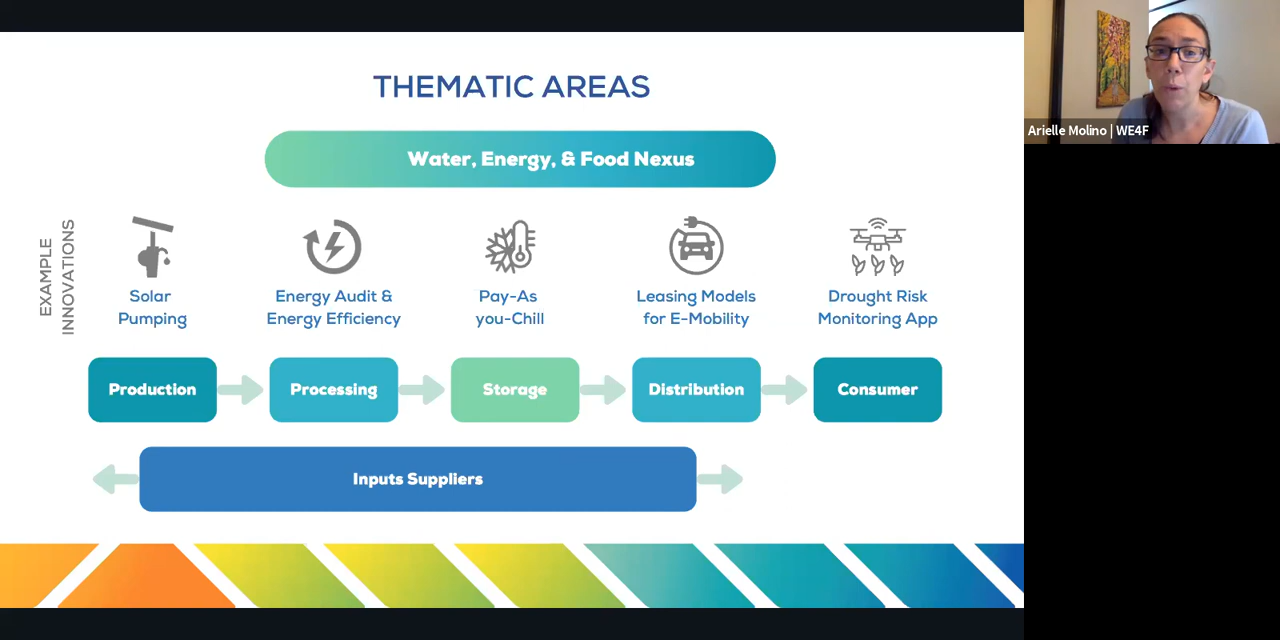 THEMATIC AREAS
Water, Energy, & Food Nexus
EXAMPLE
INNOVATIONS
Solar
Pumping
Energy Audit &
Energy Efficiency
Pay-As
you-Chill
Leasing Models
for E-Mobility
Drought Risk
Monitoring App
Production
Processing
Storage
Distribution
Consumer
Inputs Suppliers
Arielle Molino | WE4F